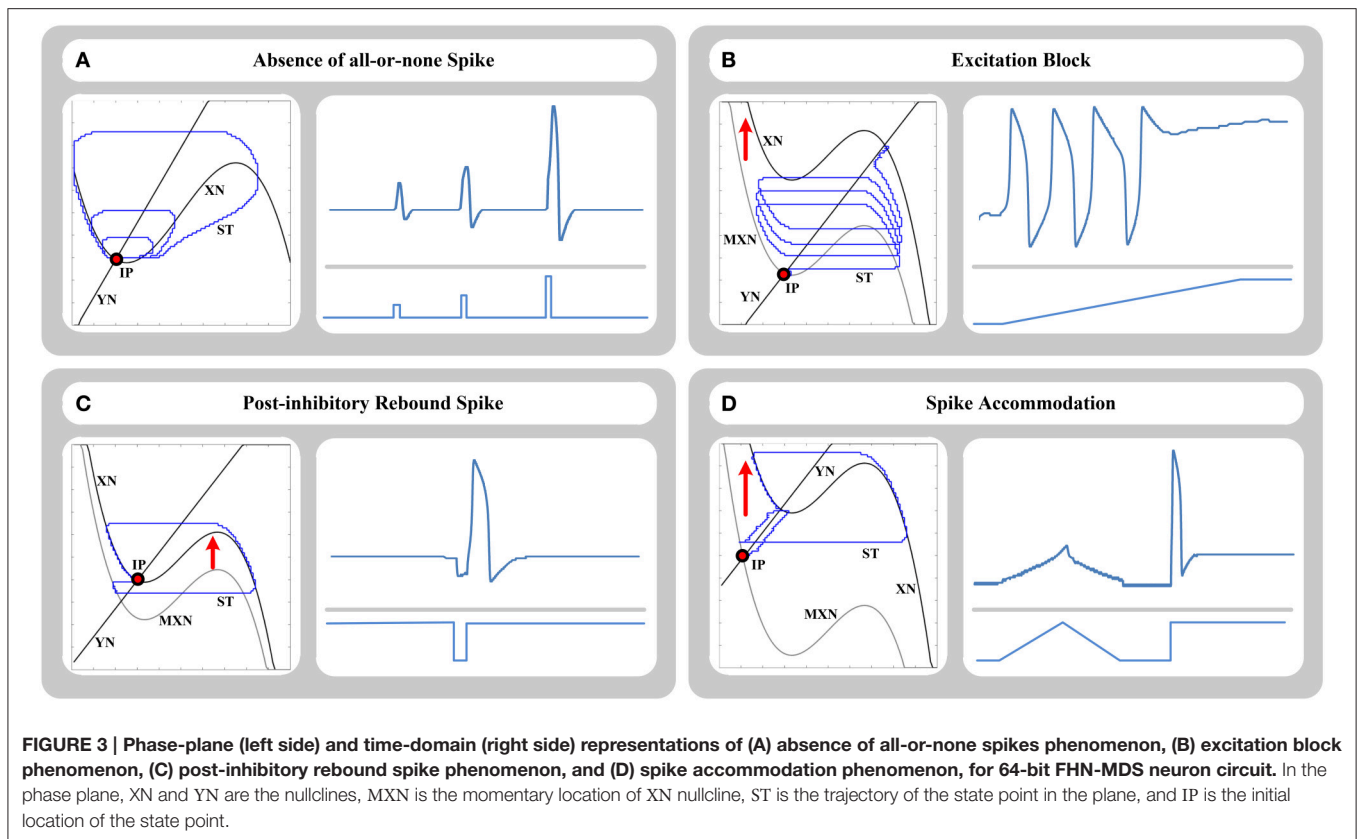 A
Absence of all-or-none Spike
XN
ST
IP
YN
B
Excitation Block
XN
MXN
YN
IP
ST
C
Post-inhibitory Rebound Spike
XN
IP
ST
MXN
YN
D
Spike Accommodation
YN
IP
ST
XN
MXN
FIGURE 3 | Phase-plane (left side) and time-domain (right side) representations of (A) absence of all-or-none spikes phenomenon, (B) excitation block
phenomenon, (C) post-inhibitory rebound spike phenomenon, and (D) spike accommodation phenomenon, for 64-bit FHN-MDS neuron circuit. In the
phase plane, XN and YN are the nullclines, MXN is the momentary location of XN nullcline, ST is the trajectory of the state point in the plane, and IP is the initial
location of the state point.